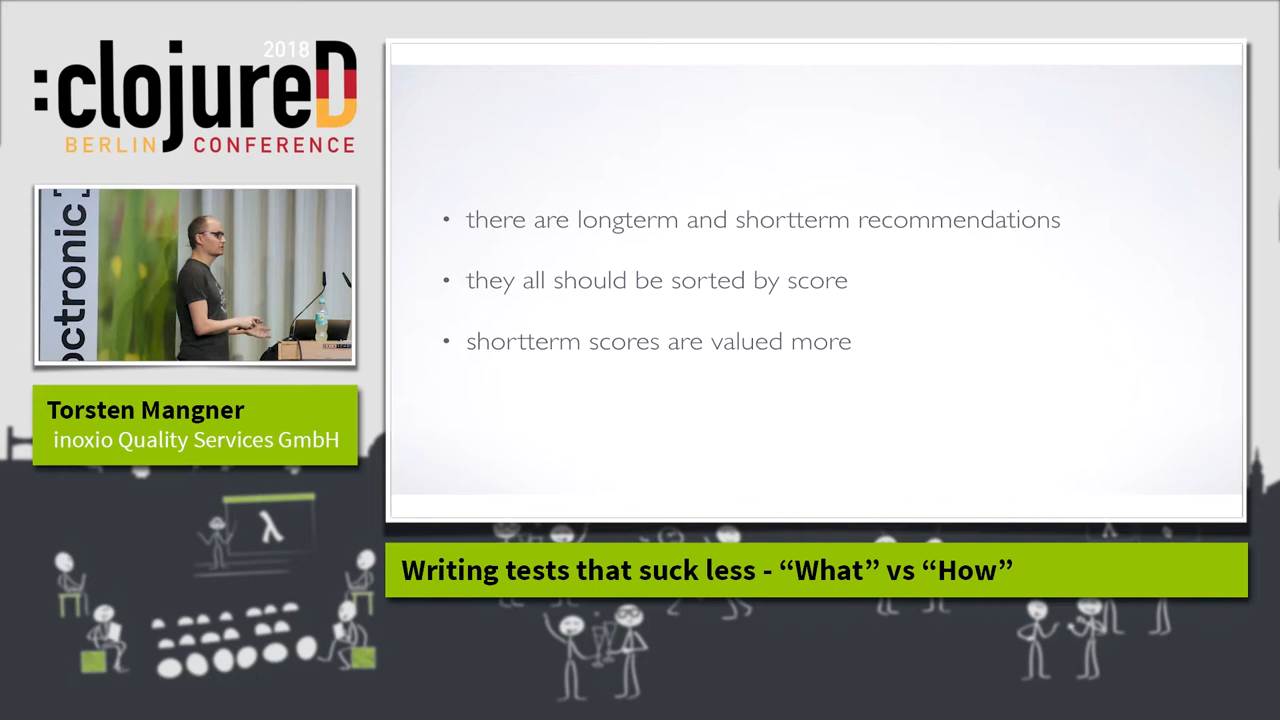 2018
:clojureD
BERLIN CONFERENCE
ectronic
Torsten Mangner
inoxio Quality Services GmbH
• there are longterm and shortterm recommendations
• they all should be sorted by score
• shortterm scores are valued more
λ
Writing tests that suck less - “What” vs “How”